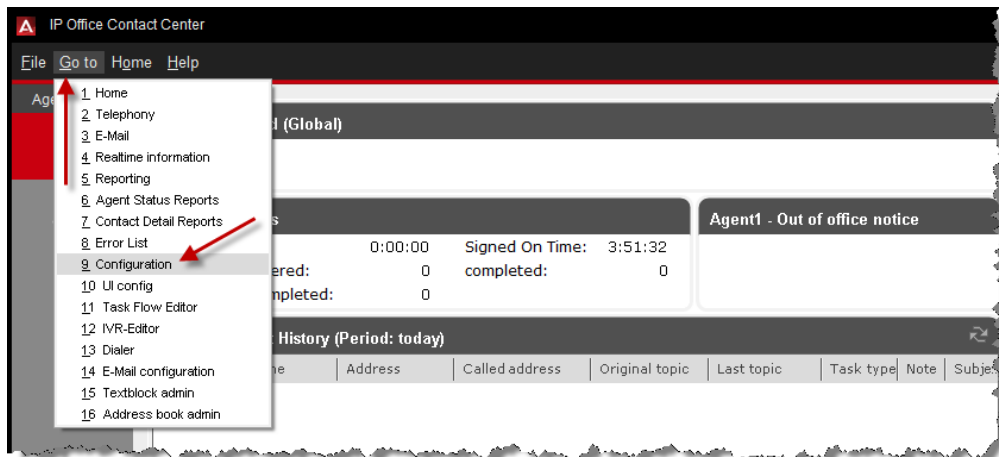 IP Office Contact Center
File Go to Home Help
Age
1 Home
2 Telephony
3 E-Mail
4 Realtime information
5 Reporting
6 Agent Status Reports
7 Contact Detail Reports
8 Error List
9 Configuration
10 UI config
11 Task Flow Editor
12 IVR-Editor
13 Dialer
14 E-Mail configuration
15 Textblock admin
16 Address book admin
(Global)
Agent1 - Out of office notice
0:00:00 Signed On Time: 3:51:32
ered: 0 completed: 0
mpleted: 0
History (Period: today)
Address Called address Original topic Last topic Task type Note Subje